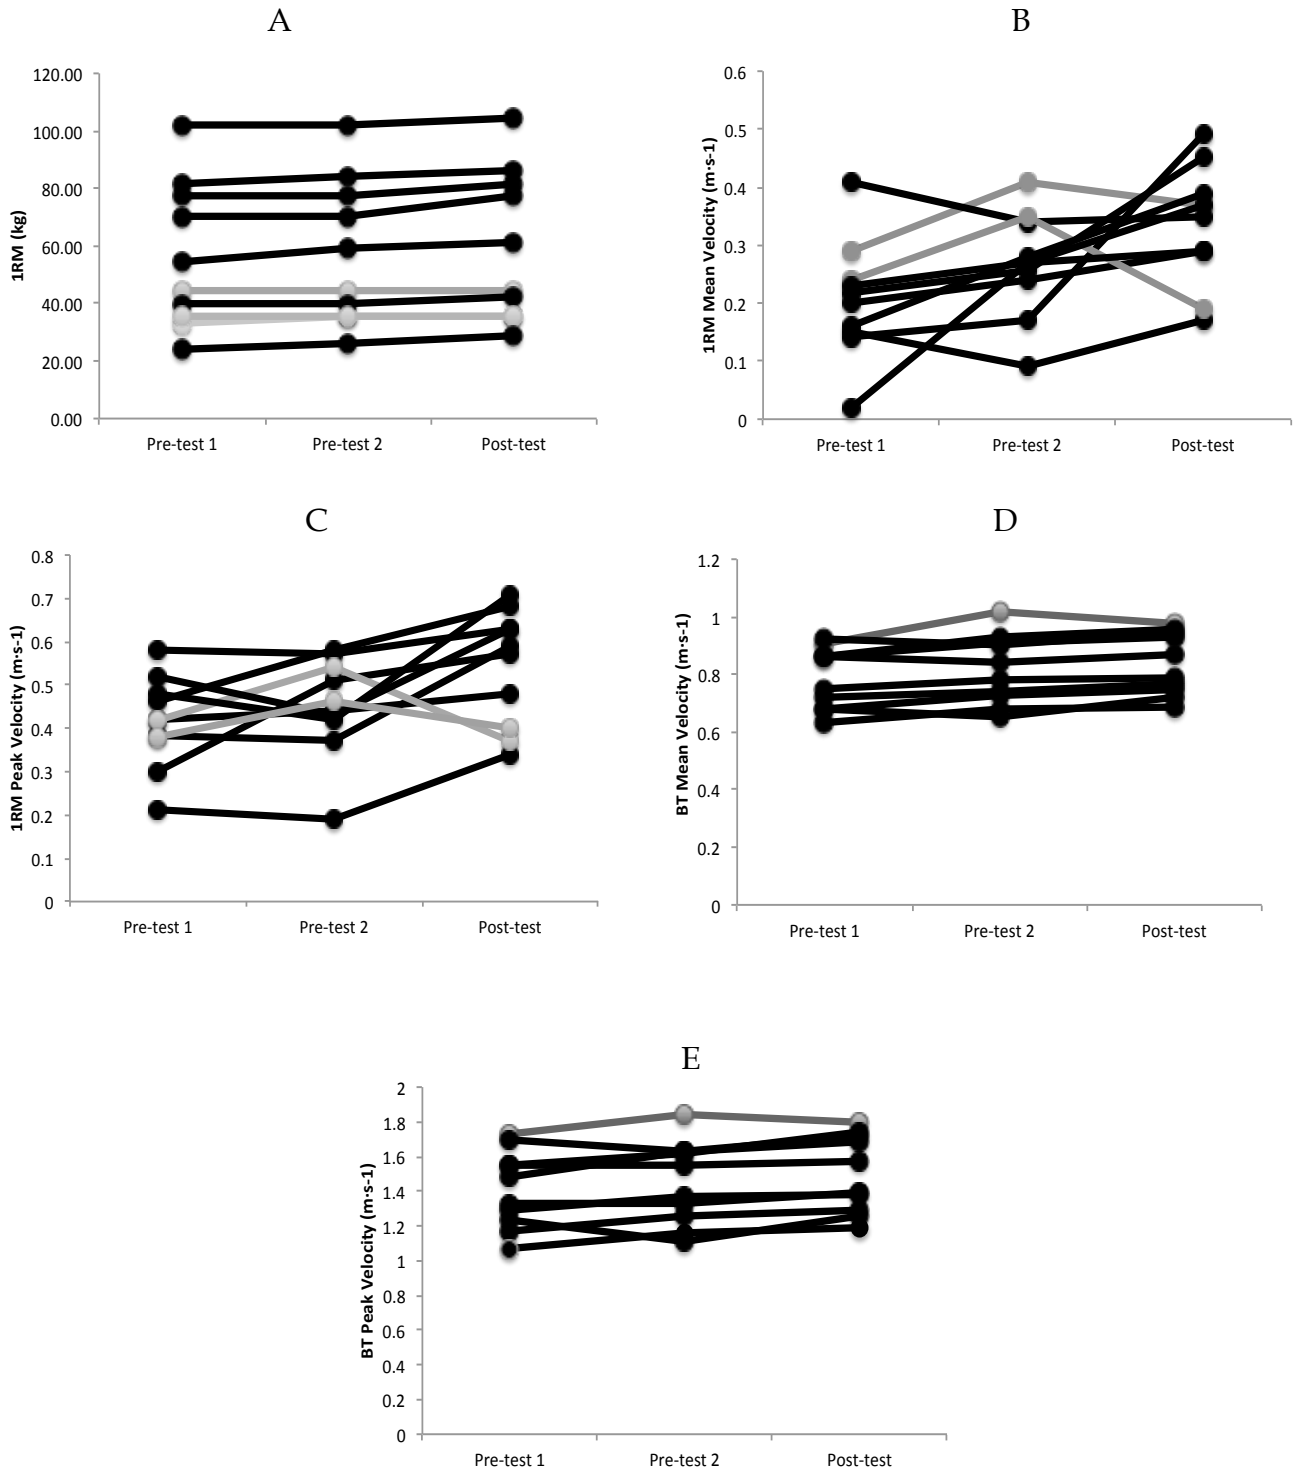 A
120.00
100.00
80.00
60.00
40.00
20.00
0.00
1RM (kg)
Pre-test 1 Pre-test 2 Post-test
B
0.6
0.5
0.4
0.3
0.2
0.1
0
1RM Mean Velocity (m·s-1)
Pre-test 1 Pre-test 2 Post-test
C
0.8
0.7
0.6
0.5
0.4
0.3
0.2
0.1
0
1RM Peak Velocity (m·s-1)
Pre-test 1 Pre-test 2 Post-test
D
1.2
1
0.8
0.6
0.4
0.2
0
BT Mean Velocity (m·s-1)
Pre-test 1 Pre-test 2 Post-test
E
2
1.8
1.6
1.4
1.2
1
0.8
0.6
0.4
0.2
0
BT Peak Velocity (m·s-1)
Pre-test 1 Pre-test 2 Post-test